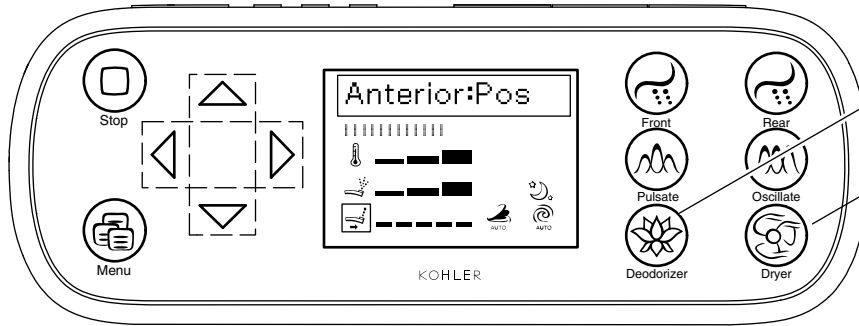 Anterior:Pos
Stop
Front
Rear
Pulsate
Oscillate
AUTO
AUTO
Menu
Deodorizer
Dryer
KOHLER